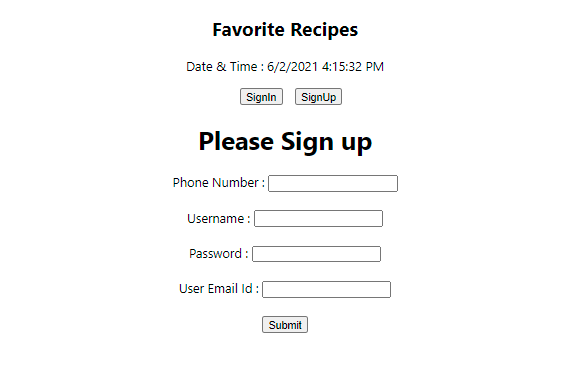 Favorite Recipes
Date & Time : 6/2/2021 4:15:32 PM
SignIn SignUp
Please Sign up
Phone Number :
Username :
Password :
User Email Id :
Submit